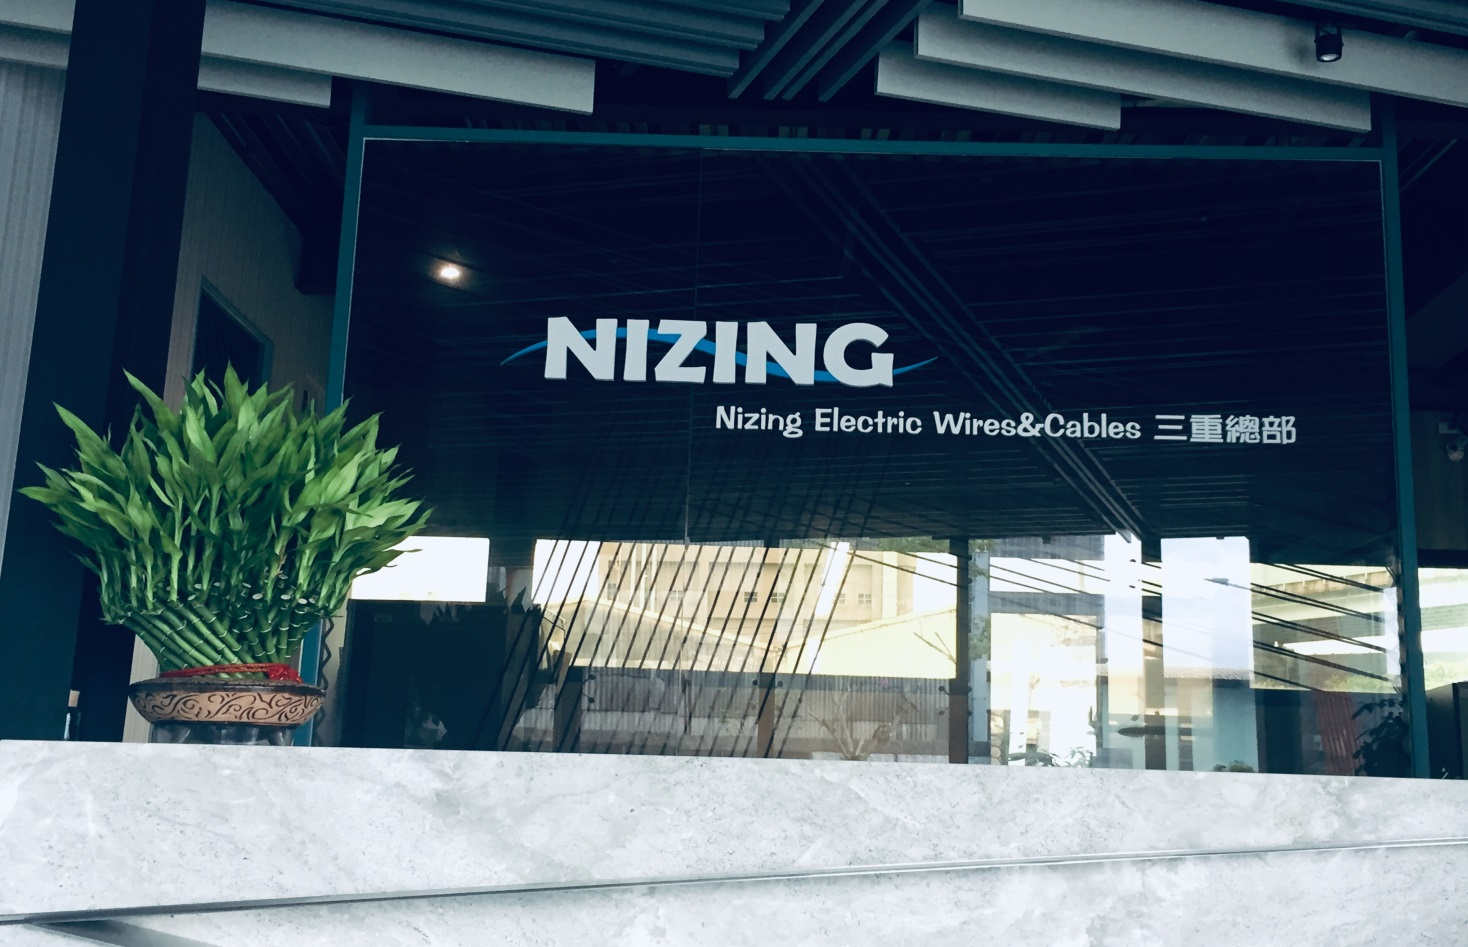 NIZING
Nizing Electric Wires&Cables 三重總部